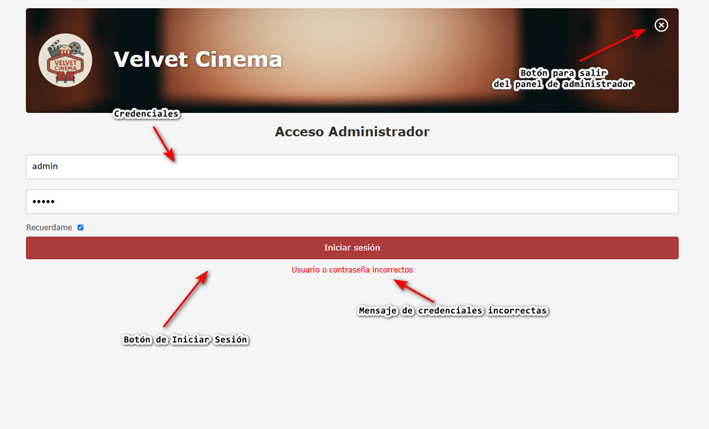 VELVET
CINEMA
Velvet Cinema
Botón para salir
del panel de administrador
Credenciales
Acceso Administrador
admin
•••••
Recuerdame
Iniciar sesión
Usuario o contraseña incorrectos
Mensaje de credenciales incorrectas
Botón de Iniciar Sesión